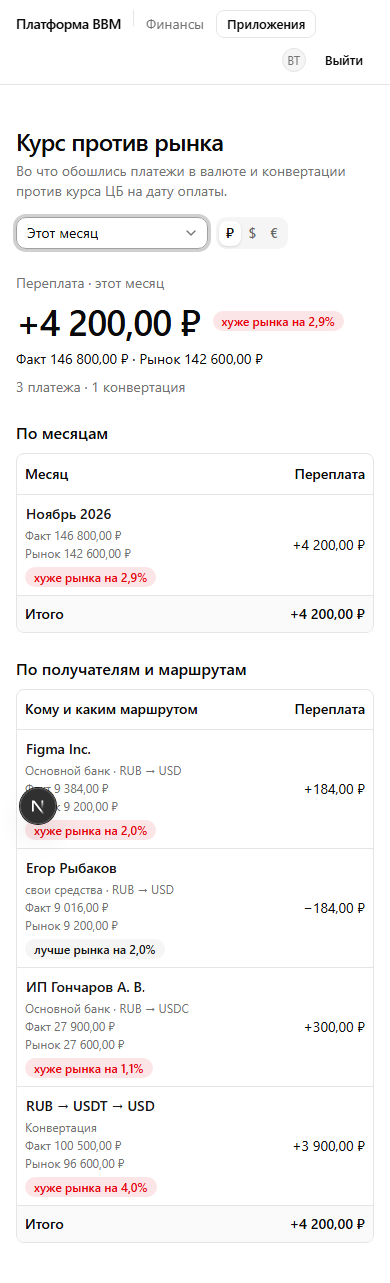 Платформа BBM Финансы Приложения
ВТ Выйти
Курс против рынка
Во что обошлись платежи в валюте и конвертации
против курса ЦБ на дату оплаты.
Этот месяц ₽ $ €
Переплата · этот месяц
+4 200,00 ₽ хуже рынка на 2,9%
Факт 146 800,00 ₽ · Рынок 142 600,00 ₽
3 платежа · 1 конвертация
По месяцам
Месяц Переплата
Ноябрь 2026
Факт 146 800,00 ₽
Рынок 142 600,00 ₽
+4 200,00 ₽
хуже рынка на 2,9%
Итого +4 200,00 ₽
По получателям и маршрутам
Кому и каким маршрутом Переплата
Figma Inc.
Основной банк · RUB → USD
9 384,00 ₽
+184,00 ₽
N
9 200,00 ₽
хуже рынка на 2,0%
Егор Рыбаков
свои средства · RUB → USD
Факт 9 016,00 ₽
−184,00 ₽
Рынок 9 200,00 ₽
лучше рынка на 2,0%
ИП Гончаров А. В.
Основной банк · RUB → USDC
Факт 27 900,00 ₽
+300,00 ₽
Рынок 27 600,00 ₽
хуже рынка на 1,1%
RUB → USDT → USD
Конвертация
Факт 100 500,00 ₽
+3 900,00 ₽
Рынок 96 600,00 ₽
хуже рынка на 4,0%
Итого +4 200,00 ₽